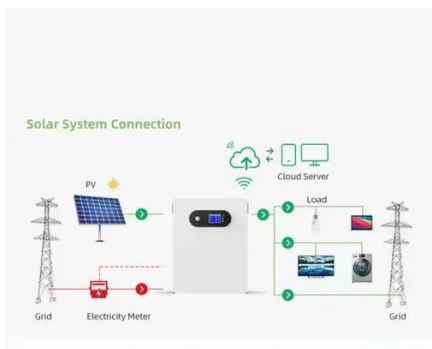 Solar System Connection
PV
Cloud Server
Load
Grid
Electricity Meter
Grid